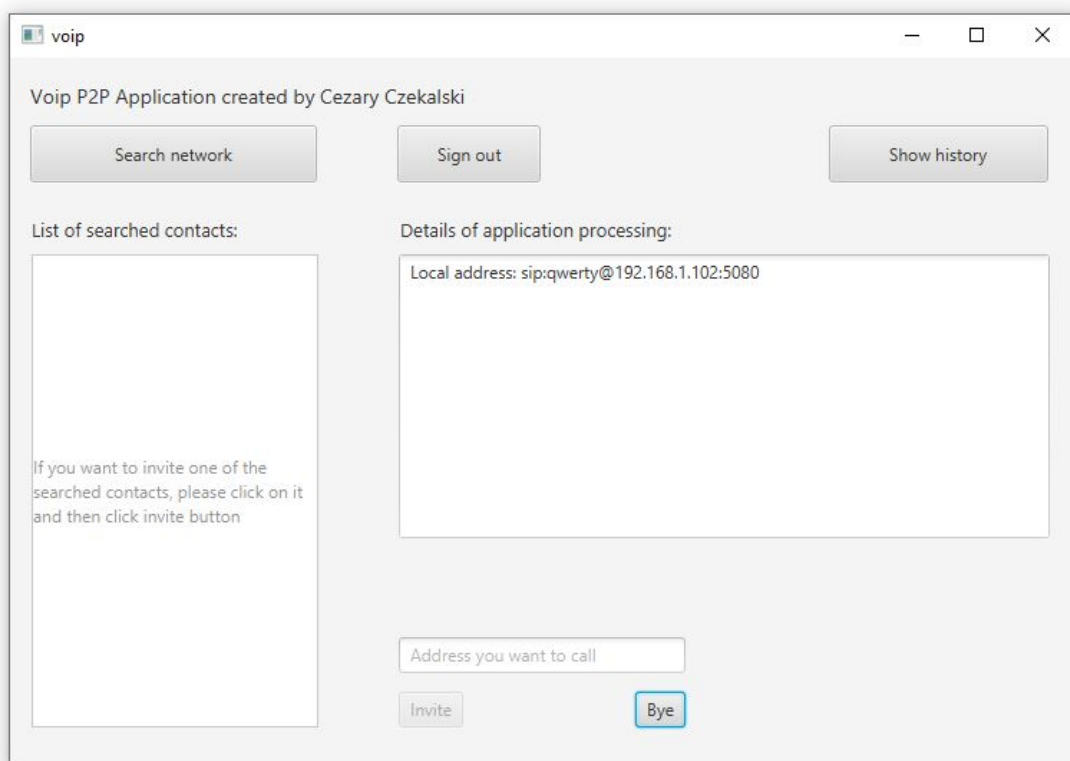 voip
Voip P2P Application created by Cezary Czekalski
Search network
Sign out
Show history
List of searched contacts:
Details of application processing:
Local address: sip:qwerty@192.168.1.102:5080
If you want to invite one of the
searched contacts, please click on it
and then click invite button
Address you want to call
Invite
Bye